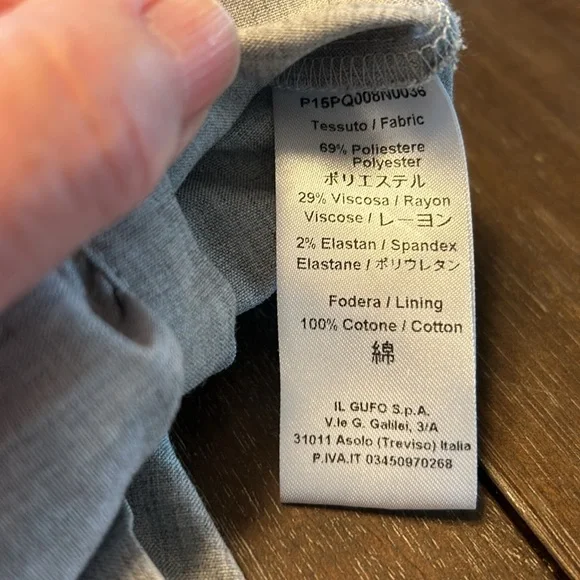 P15PQ008N0036
Tessuto / Fabric
69% Poliestere
Polyester
ポリエステル
29% Viscosa / Rayon
Viscose / レーヨン
2% Elastan / Spandex
Elastane / ポリウレタン
Fodera / Lining
100% Cotone / Cotton
綿
IL GUFO S.p.A.
V.le G. Galilei, 3/A
31011 Asolo (Treviso) Italia
P.IVA.IT 03450970268